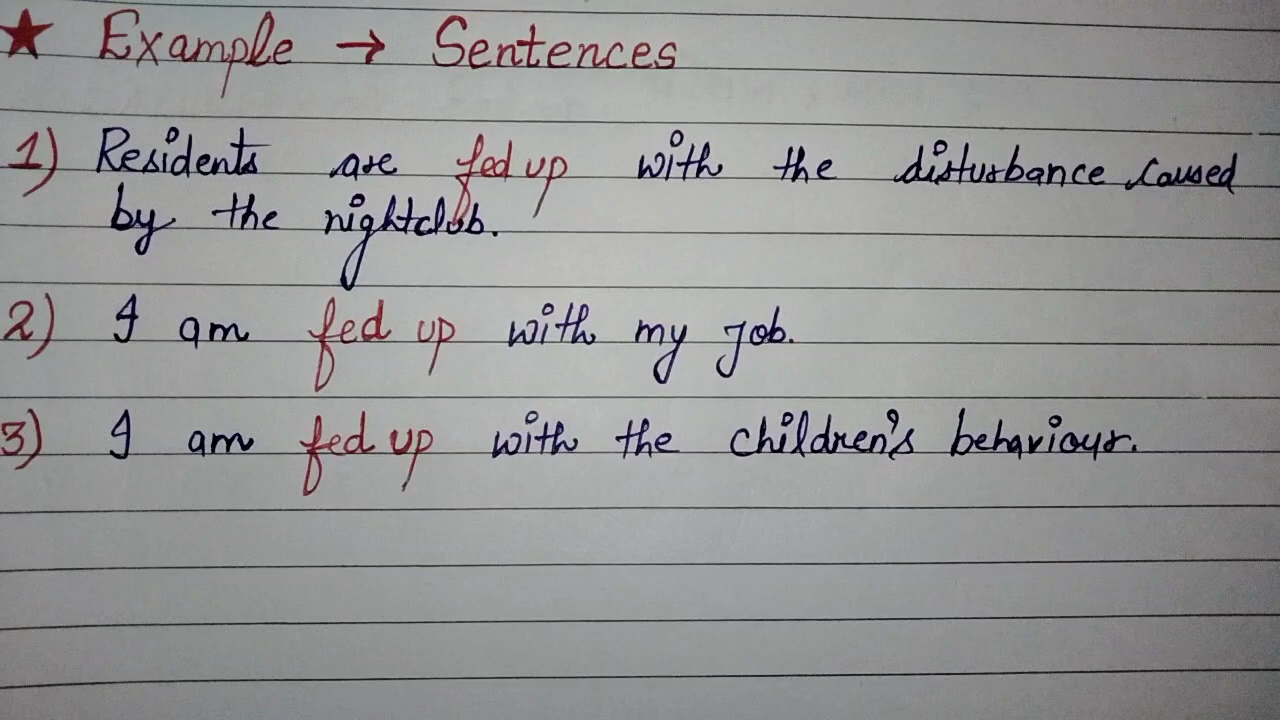 ★ Example → Sentences
1) Residents are fed up with the disturbance caused
by the nightclub.
2) I am fed up with my job.
3) I am fed up with the children's behaviour.